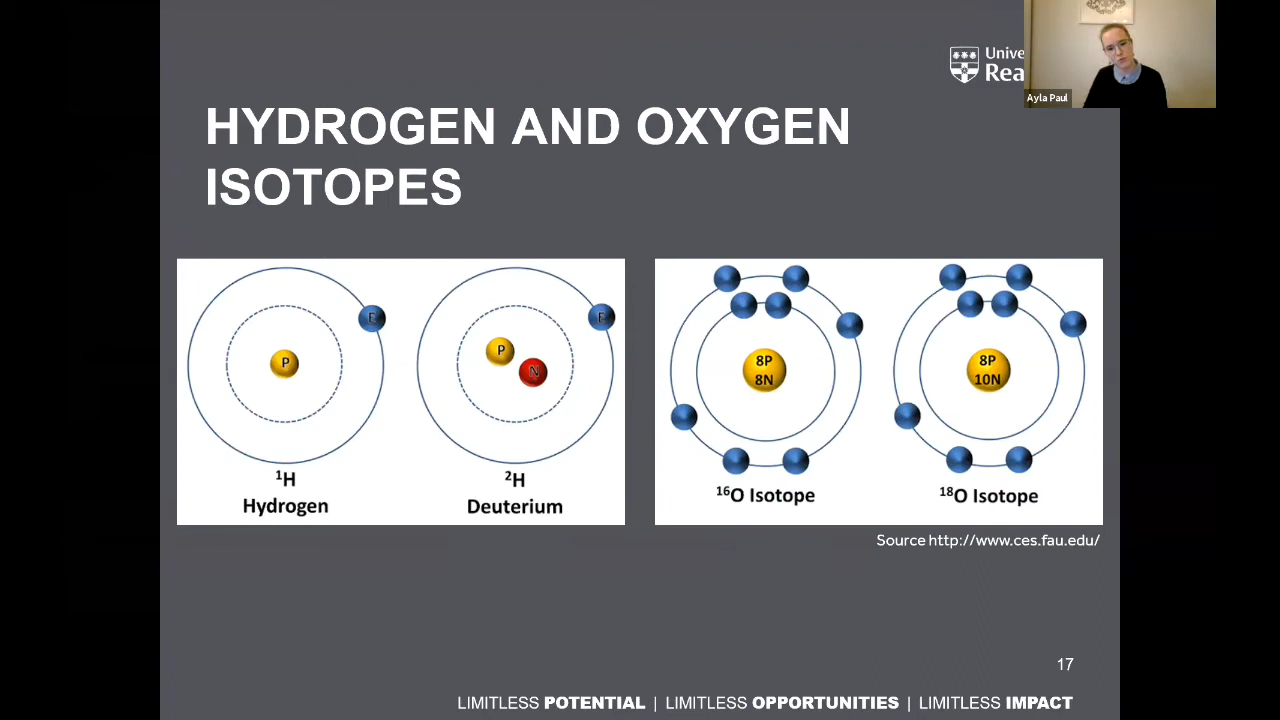 Unive
Rea
Ayla Paul
HYDROGEN AND OXYGEN
ISOTOPES
E
P
¹H
Hydrogen
E
P
N
²H
Deuterium
8P
8N
¹⁶O Isotope
8P
10N
¹⁸O Isotope
Source http://www.ces.fau.edu/
17
LIMITLESS POTENTIAL | LIMITLESS OPPORTUNITIES | LIMITLESS IMPACT